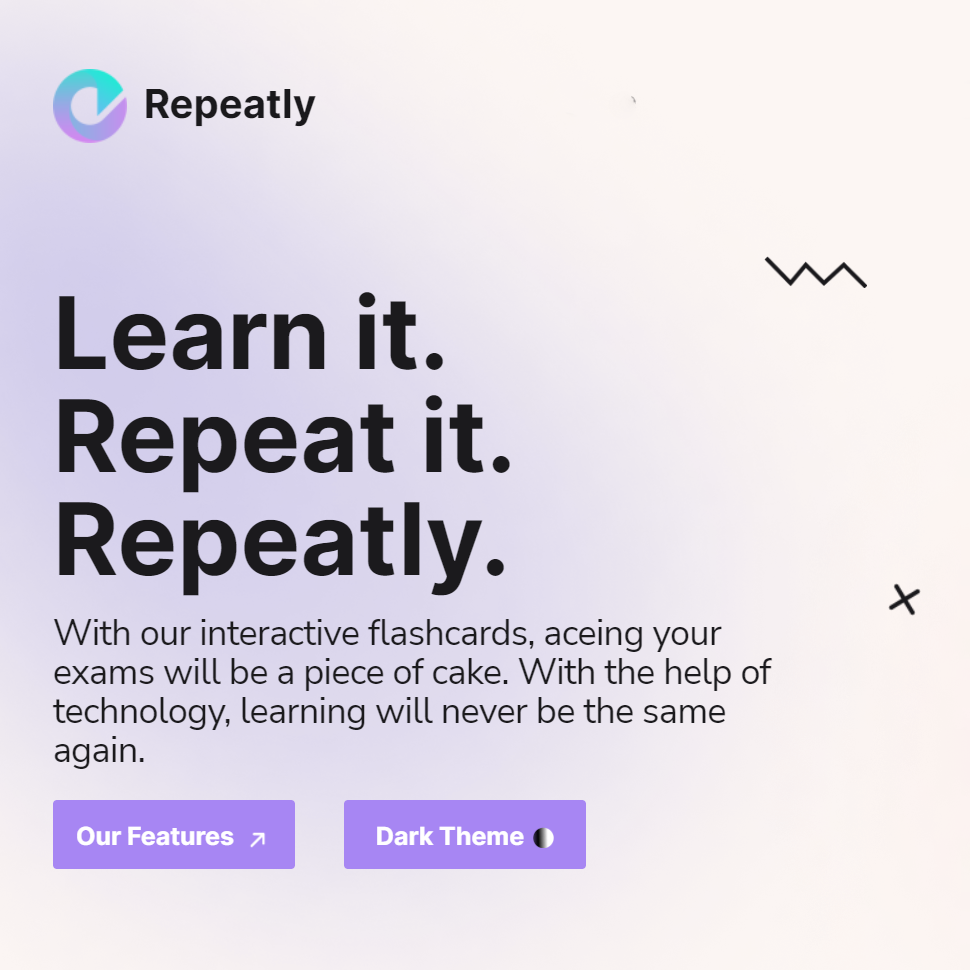 Repeatly
Learn it.
Repeat it.
Repeatly.
With our interactive flashcards, aceing your
exams will be a piece of cake. With the help of
technology, learning will never be the same
again.
Our Features
Dark Theme